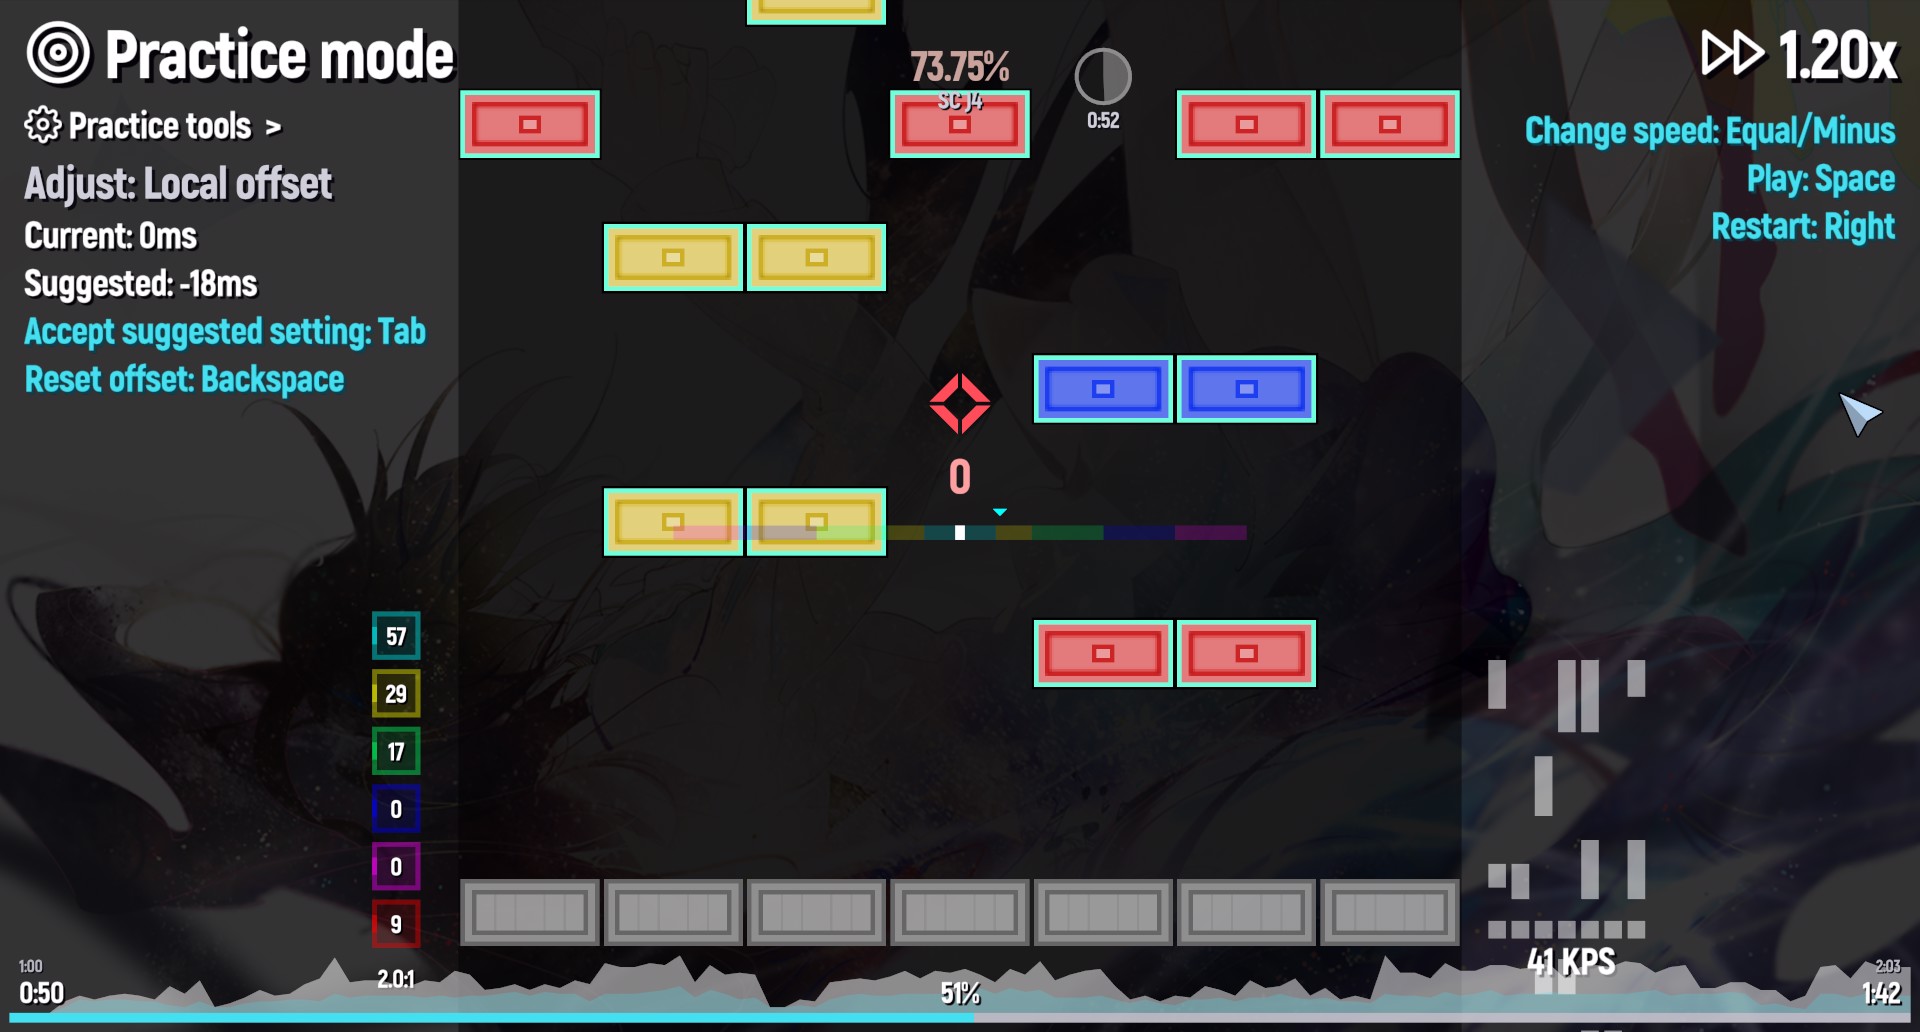 Practice mode
Practice tools >
Adjust: Local offset
Current: 0ms
Suggested: -18ms
Accept suggested setting: Tab
Reset offset: Backspace
73.75%
SC J4
0:52
1.20x
Change speed: Equal/Minus
Play: Space
Restart: Right
0
57
29
17
0
0
9
2.0:1
41 KPS
1:00
0:50
51%
2:03
1:42